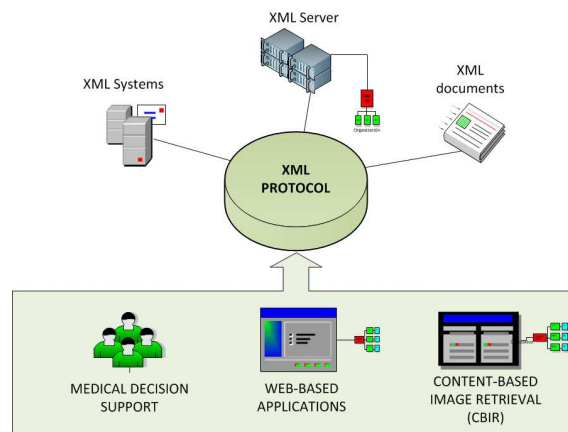 XML Server
XML Systems
XML
documents
Organización
XML
PROTOCOL
MEDICAL DECISION
SUPPORT
WEB-BASED
APPLICATIONS
CONTENT-BASED
IMAGE RETRIEVAL
(CBIR)